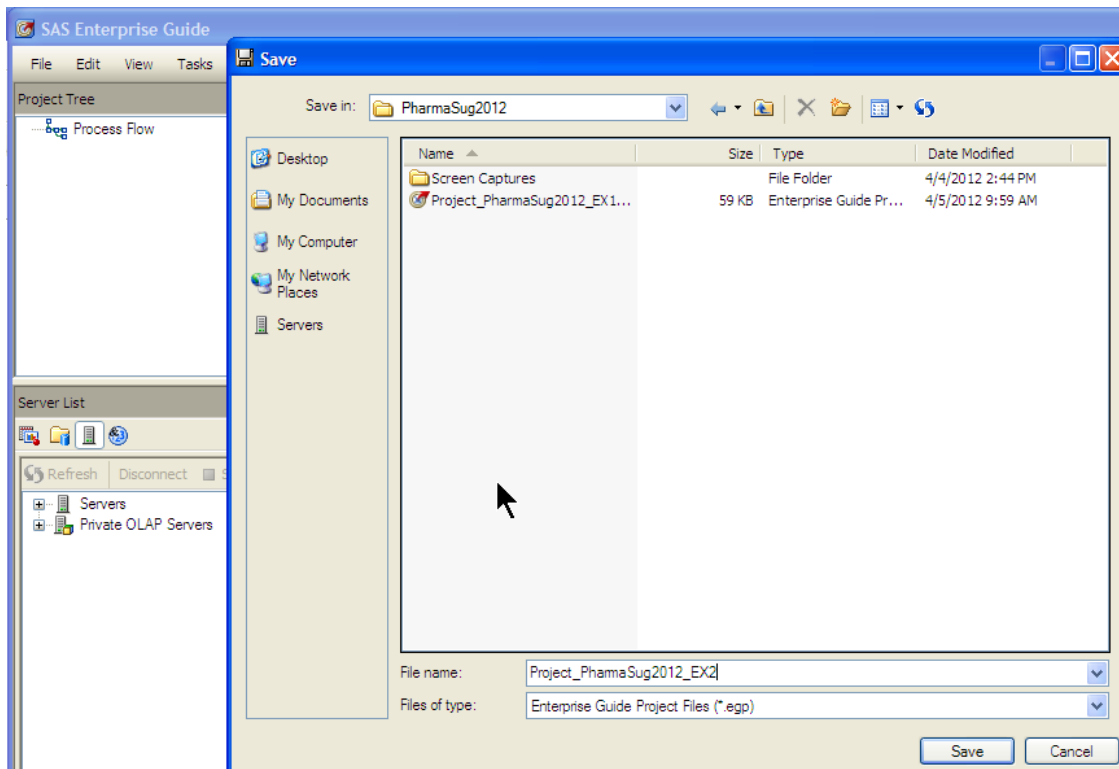 SAS Enterprise Guide
File Edit View Tasks
Project Tree
Process Flow
Server List
Refresh Disconnect S
Servers
Private OLAP Servers
Save
Save in: PharmaSug2012
Desktop
My Documents
My Computer
My Network
Places
Servers
Name Size Type Date Modified
Screen Captures File Folder 4/4/2012 2:44 PM
Project_PharmaSug2012_EX1... 59 KB Enterprise Guide Pr... 4/5/2012 9:59 AM
File name: Project_PharmaSug2012_EX2
Files of type: Enterprise Guide Project Files (*.egp)
Save Cancel